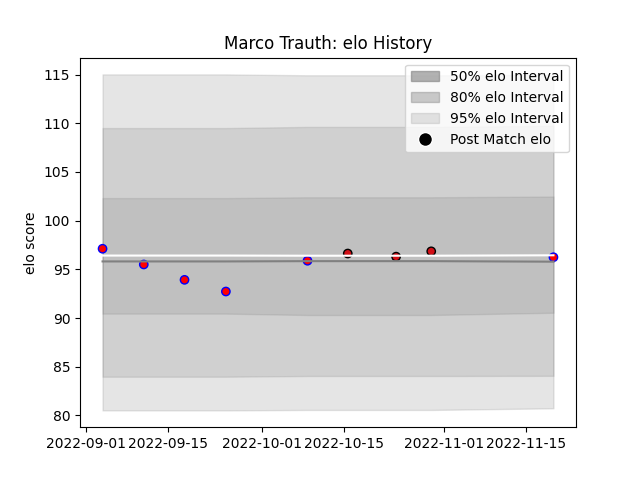 Marco Trauth: elo History
50% elo Interval
80% elo Interval
95% elo Interval
Post Match elo
elo score
115
110
105
100
95
90
85
80
2022-09-01
2022-09-15
2022-10-01
2022-10-15
2022-11-01
2022-11-15